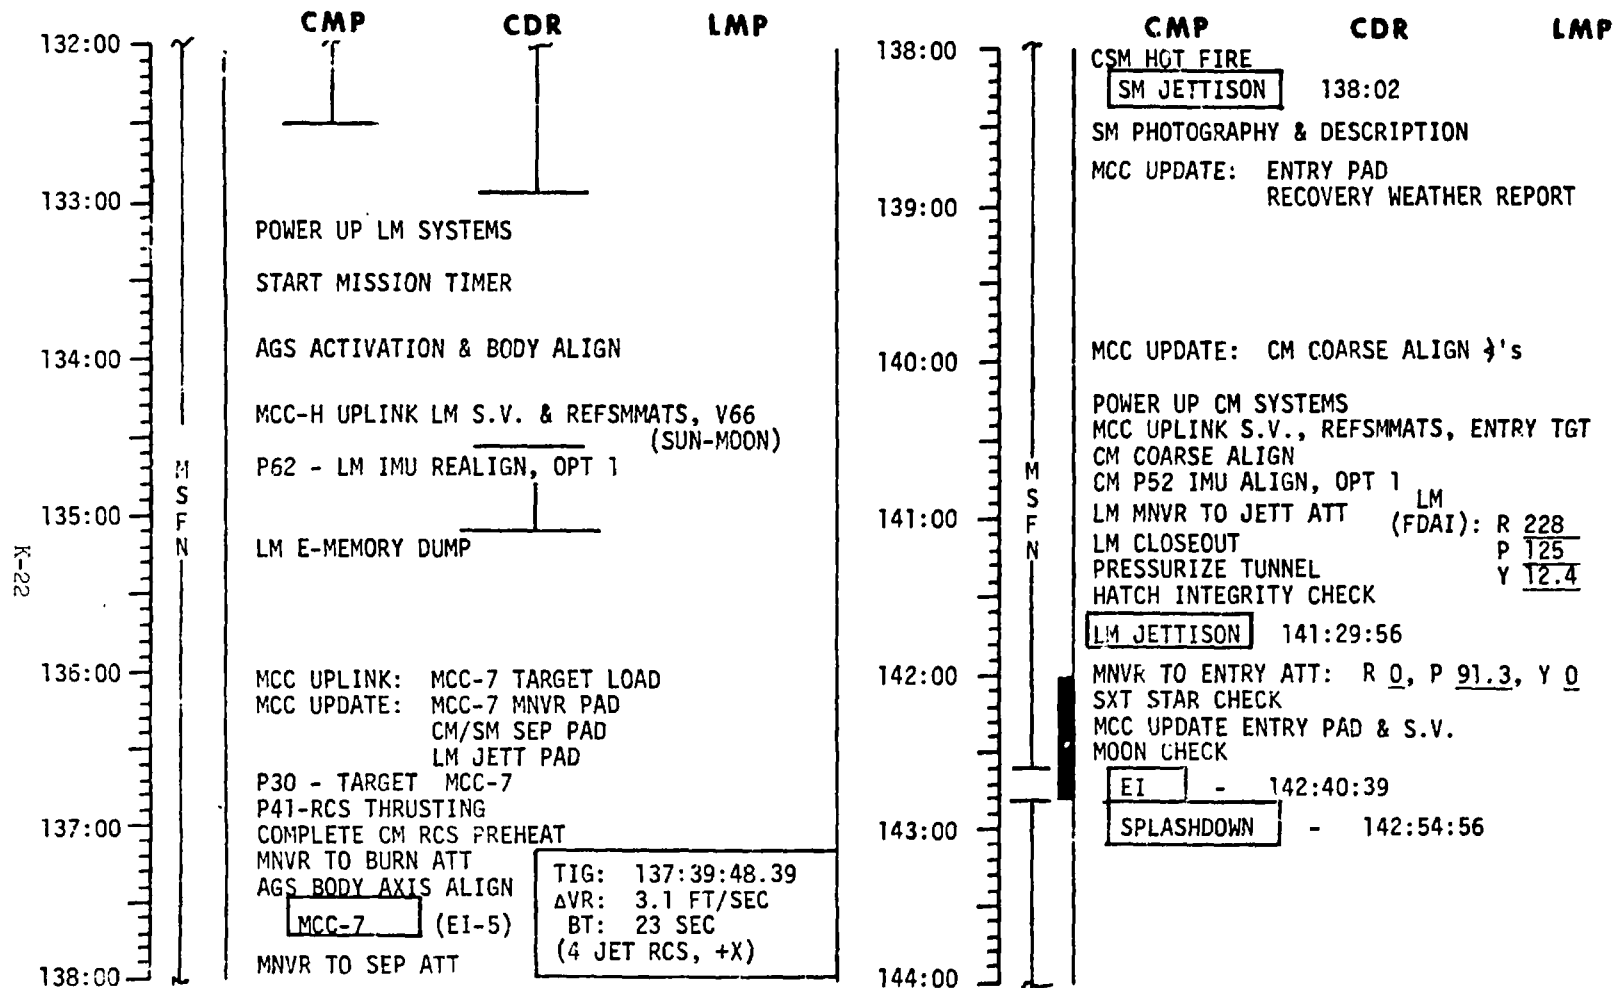 CMP CDR LMP
132:00
133:00
POWER UP LM SYSTEMS
START MISSION TIMER
134:00
AGS ACTIVATION & BODY ALIGN
MCC-H UPLINK LM S.V. & REFSMMATS, V66
(SUN-MOON)
P62 - LM IMU REALIGN, OPT 1
135:00
LM E-MEMORY DUMP
136:00
MCC UPLINK: MCC-7 TARGET LOAD
MCC UPDATE: MCC-7 MNVR PAD
CM/SM SEP PAD
LM JETT PAD
P30 - TARGET MCC-7
P41-RCS THRUSTING
137:00
COMPLETE CM RCS PREHEAT
MNVR TO BURN ATT
AGS BODY AXIS ALIGN
MCC-7 (EI-5)
MNVR TO SEP ATT
138:00
TIG: 137:39:48.39
ΔVR: 3.1 FT/SEC
BT: 23 SEC
(4 JET RCS, +X)
MSFN
K-22
CMP CDR LMP
138:00
CSM HOT FIRE
SM JETTISON 138:02
SM PHOTOGRAPHY & DESCRIPTION
MCC UPDATE: ENTRY PAD
RECOVERY WEATHER REPORT
139:00
140:00
MCC UPDATE: CM COARSE ALIGN ∠'s
POWER UP CM SYSTEMS
MCC UPLINK S.V., REFSMMATS, ENTRY TGT
CM COARSE ALIGN
CM P52 IMU ALIGN, OPT 1
141:00
LM MNVR TO JETT ATT LM (FDAI): R 228
LM CLOSEOUT P 125
PRESSURIZE TUNNEL Y 12.4
HATCH INTEGRITY CHECK
LM JETTISON 141:29:56
142:00
MNVR TO ENTRY ATT: R 0, P 91.3, Y 0
SXT STAR CHECK
MCC UPDATE ENTRY PAD & S.V.
MOON CHECK
EI - 142:40:39
143:00
SPLASHDOWN - 142:54:56
144:00
MSFN